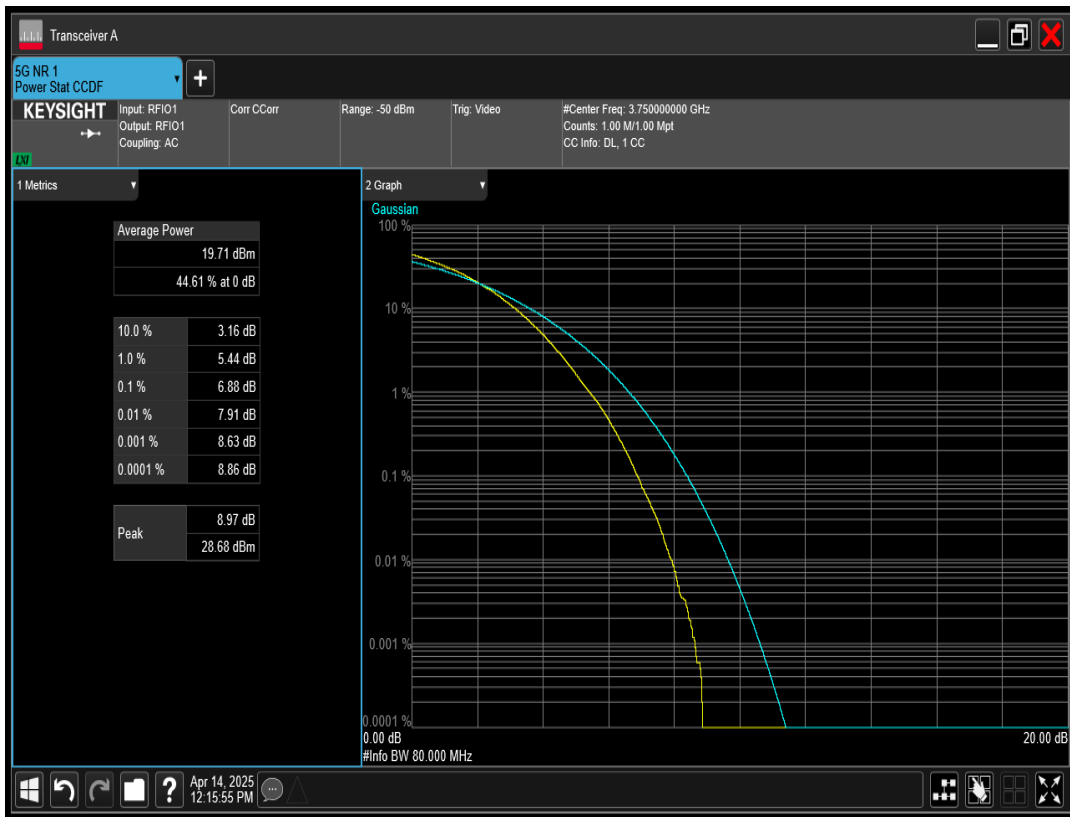 Transceiver A
5G NR 1
Power Stat CCDF
+
KEYSIGHT
LXI
Input: RFIO1
Output: RFIO1
Coupling: AC
Corr CCorr
Range: -50 dBm
Trig: Video
#Center Freq: 3.750000000 GHz
Counts: 1.00 M/1.00 Mpt
CC Info: DL, 1 CC
1 Metrics
Average Power
19.71 dBm
44.61 % at 0 dB
10.0 % 3.16 dB
1.0 % 5.44 dB
0.1 % 6.88 dB
0.01 % 7.91 dB
0.001 % 8.63 dB
0.0001 % 8.86 dB
Peak
8.97 dB
28.68 dBm
2 Graph
Gaussian
100 %
10 %
1 %
0.1 %
0.01 %
0.001 %
0.0001 %
0.00 dB
20.00 dB
#Info BW 80.000 MHz
?
Apr 14, 2025
12:15:55 PM